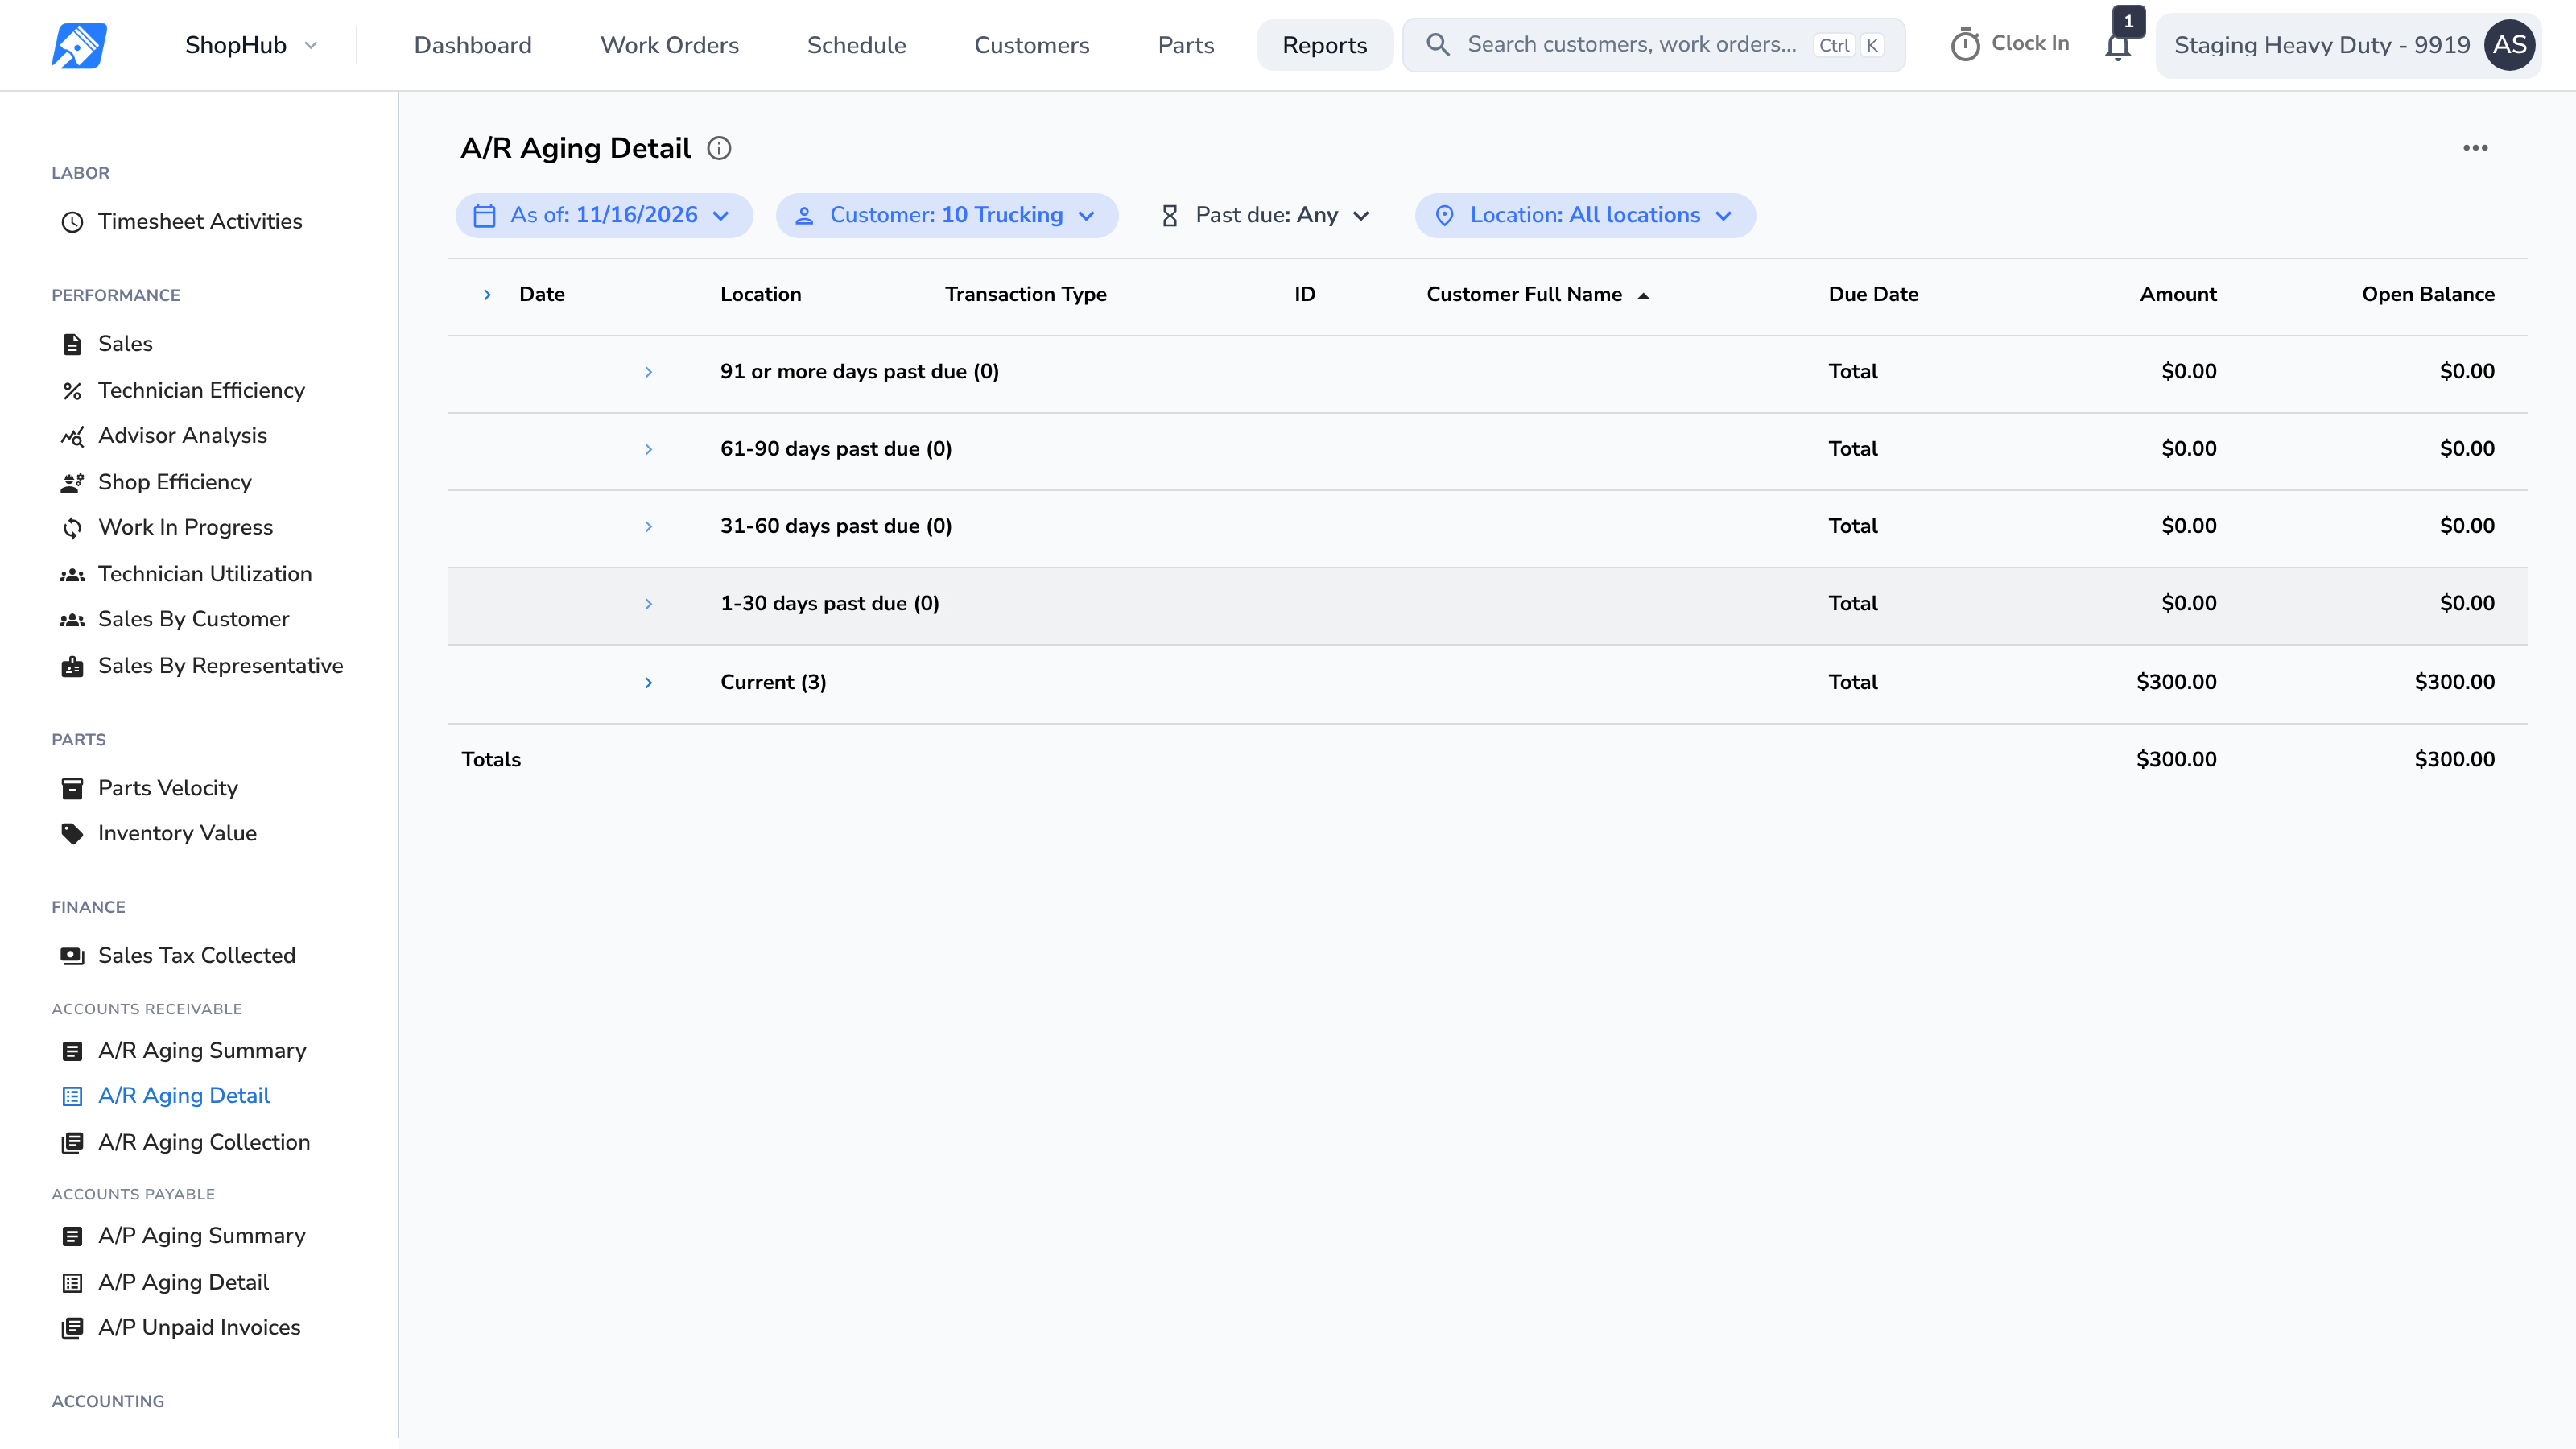 ShopHub
Dashboard
Work Orders
Schedule
Customers
Parts
Reports
Search customers, work orders...
Ctrl
K
Clock In
1
Staging Heavy Duty - 9919
AS
LABOR
Timesheet Activities
PERFORMANCE
Sales
Technician Efficiency
Advisor Analysis
Shop Efficiency
Work In Progress
Technician Utilization
Sales By Customer
Sales By Representative
PARTS
Parts Velocity
Inventory Value
FINANCE
Sales Tax Collected
ACCOUNTS RECEIVABLE
A/R Aging Summary
A/R Aging Detail
A/R Aging Collection
ACCOUNTS PAYABLE
A/P Aging Summary
A/P Aging Detail
A/P Unpaid Invoices
ACCOUNTING
A/R Aging Detail
As of: 11/16/2026
Customer: 10 Trucking
Past due: Any
Location: All locations
Date Location Transaction Type ID Customer Full Name Due Date Amount Open Balance
91 or more days past due (0) Total $0.00 $0.00
61-90 days past due (0) Total $0.00 $0.00
31-60 days past due (0) Total $0.00 $0.00
1-30 days past due (0) Total $0.00 $0.00
Current (3) Total $300.00 $300.00
Totals $300.00 $300.00